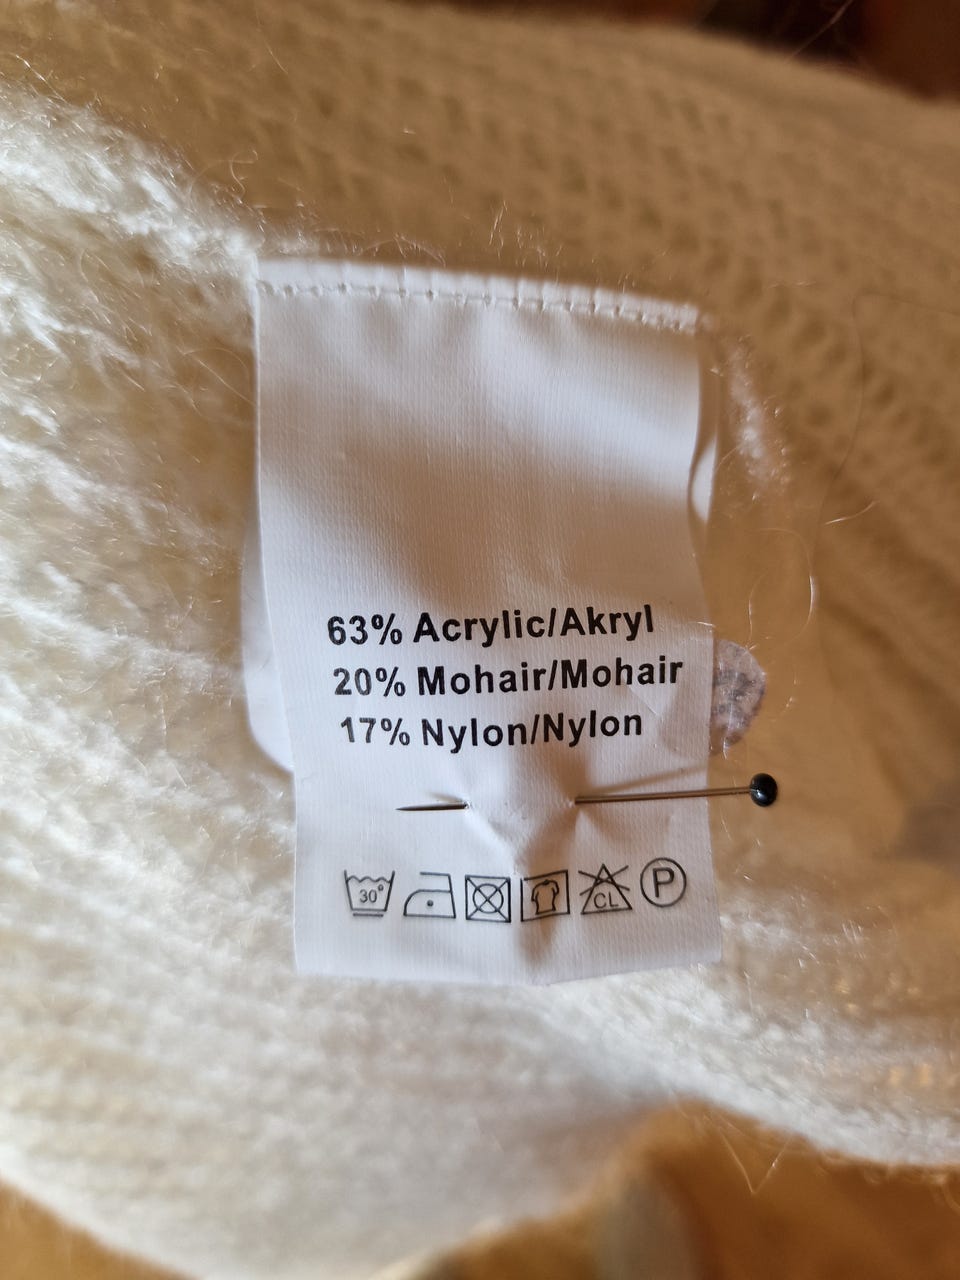 63% Acrylic/Akryl
20% Mohair/Mohair
17% Nylon/Nylon
30° CL P